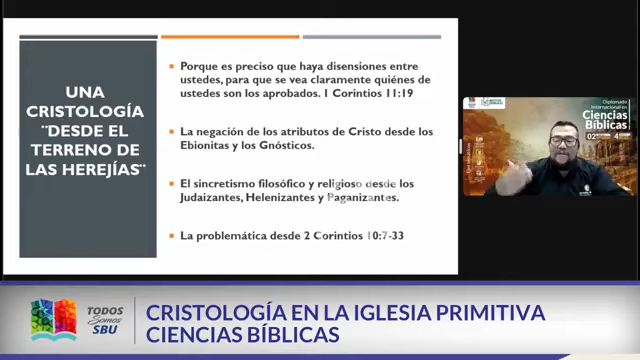 UNA
CRISTOLOGÍA
¨DESDE EL
TERRENO DE
LAS HEREJÍAS¨
Porque es preciso que haya disensiones entre
ustedes, para que se vea claramente quiénes de
ustedes son los aprobados. 1 Corintios 11:19
La negación de los atributos de Cristo desde los
Ebionitas y los Gnósticos.
El sincretismo filosófico y religioso desde los
Judaizantes, Helenizantes y Paganizantes.
La problemática desde 2 Corintios 10:7-33
Diplomado
Internacional en
Ciencias
Bíblicas
TODOS
Somos
SBU
CRISTOLOGÍA EN LA IGLESIA PRIMITIVA
CIENCIAS BÍBLICAS